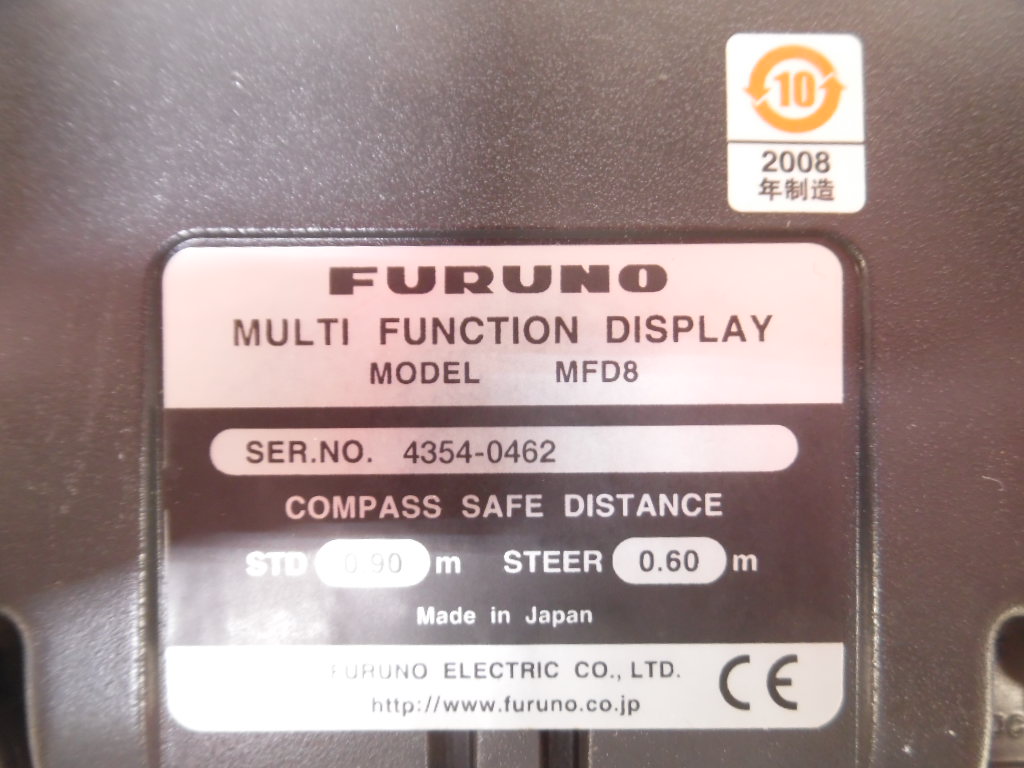 10
2008
年制造
FURUNO
MULTI FUNCTION DISPLAY
MODEL MFD8
SER.NO. 4354-0462
COMPASS SAFE DISTANCE
STD 0.90 m STEER 0.60 m
Made in Japan
FURUNO ELECTRIC CO., LTD.
http://www.furuno.co.jp
CE